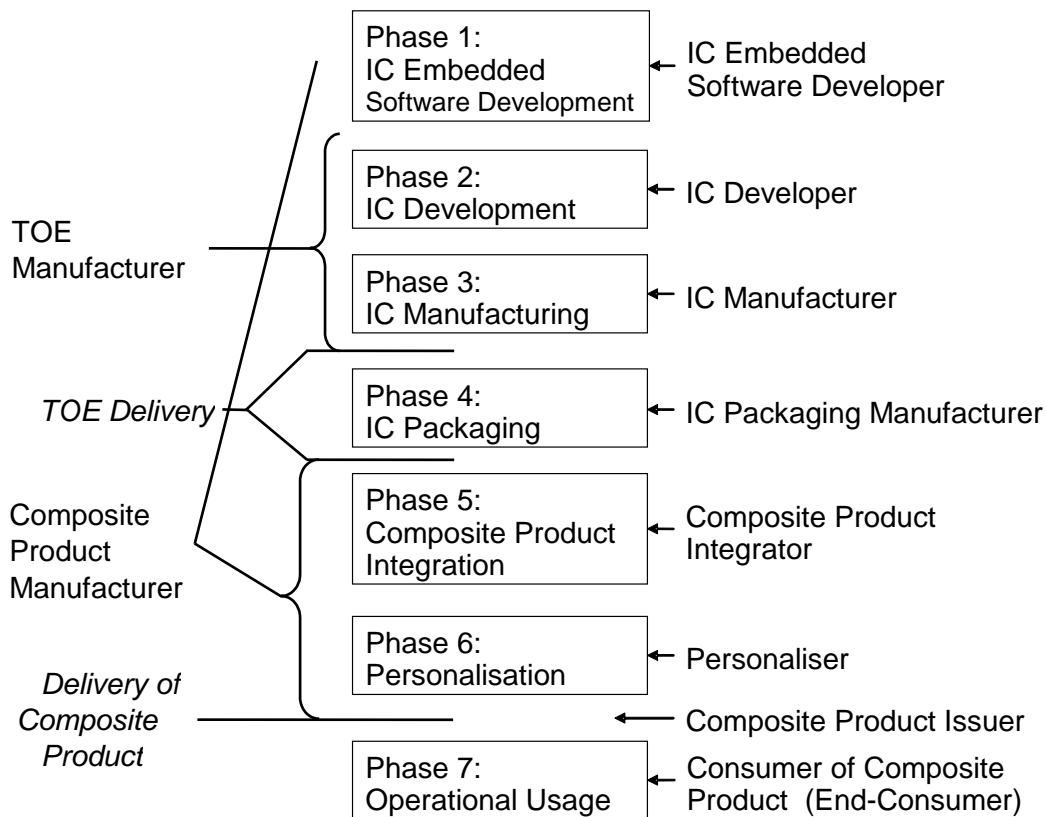 Phase 1:
IC Embedded
Software Development
IC Embedded
Software Developer
Phase 2:
IC Development
IC Developer
TOE
Manufacturer
Phase 3:
IC Manufacturing
IC Manufacturer
TOE Delivery
Phase 4:
IC Packaging
IC Packaging Manufacturer
Composite
Product
Manufacturer
Phase 5:
Composite Product
Integration
Composite Product
Integrator
Phase 6:
Personalisation
Personaliser
Delivery of
Composite
Product
Composite Product Issuer
Phase 7:
Operational Usage
Consumer of Composite
Product (End-Consumer)